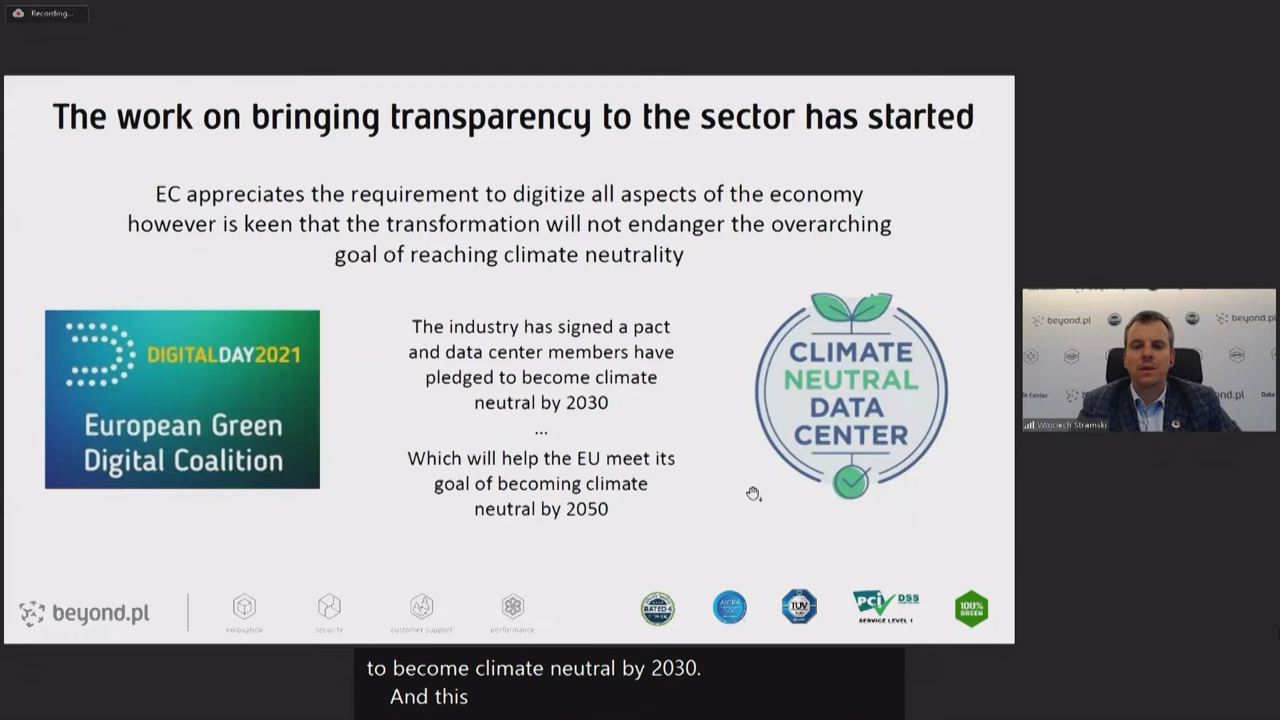 Recording...
The work on bringing transparency to the sector has started
EC appreciates the requirement to digitize all aspects of the economy
however is keen that the transformation will not endanger the overarching
goal of reaching climate neutrality
DIGITALDAY2021
European Green
Digital Coalition
The industry has signed a pact
and data center members have
pledged to become climate
neutral by 2030
...
Which will help the EU meet its
goal of becoming climate
neutral by 2050
CLIMATE
NEUTRAL
DATA
CENTER
beyond.pl
beyond.pl
Wojciech Stramski
beyond.pl
innovation
security
customer support
performance
RATED 4
AICPA
TÜV
PCI DSS
SERVICE LEVEL 1
100%
GREEN
to become climate neutral by 2030.
And this